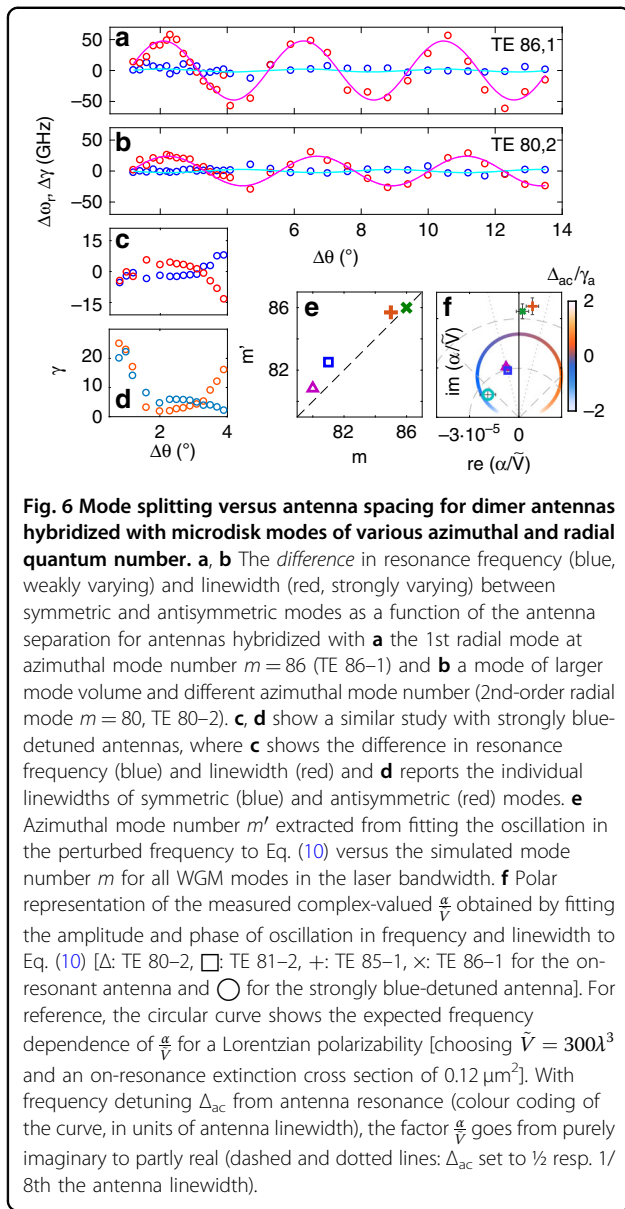 a
TE 86,1
50
0
−50
b
TE 80,2
50
0
−50
Δωr, Δγ (GHz)
6 8 10 12 14
Δθ (°)
c
15
0
−15
d
20
10
0
γ
2 4
Δθ (°)
e
86
82
m'
82 86
m
f
im (α/Ṽ)
−3·10⁻⁵ 0
re (α/Ṽ)
Δac/γa
2
0
−2
Fig. 6 Mode splitting versus antenna spacing for dimer antennas
hybridized with microdisk modes of various azimuthal and radial
quantum number. a, b The difference in resonance frequency (blue,
weakly varying) and linewidth (red, strongly varying) between
symmetric and antisymmetric modes as a function of the antenna
separation for antennas hybridized with a the 1st radial mode at
azimuthal mode number m = 86 (TE 86–1) and b a mode of larger
mode volume and different azimuthal mode number (2nd-order radial
mode m = 80, TE 80–2). c, d show a similar study with strongly blue-
detuned antennas, where c shows the difference in resonance
frequency (blue) and linewidth (red) and d reports the individual
linewidths of symmetric (blue) and antisymmetric (red) modes. e
Azimuthal mode number m′ extracted from fitting the oscillation in
the perturbed frequency to Eq. (10) versus the simulated mode
number m for all WGM modes in the laser bandwidth. f Polar
representation of the measured complex-valued α/Ṽ obtained by fitting
the amplitude and phase of oscillation in frequency and linewidth to
Eq. (10) [Δ: TE 80–2, □: TE 81–2, +: TE 85–1, ×: TE 86–1 for the on-
resonant antenna and ◯ for the strongly blue-detuned antenna]. For
reference, the circular curve shows the expected frequency
dependence of α/Ṽ for a Lorentzian polarizability [choosing Ṽ = 300λ³
and an on-resonance extinction cross section of 0.12 μm²]. With
frequency detuning Δac from antenna resonance (colour coding of
the curve, in units of antenna linewidth), the factor α/Ṽ goes from purely
imaginary to partly real (dashed and dotted lines: Δac set to ½ resp. 1/
8th the antenna linewidth).